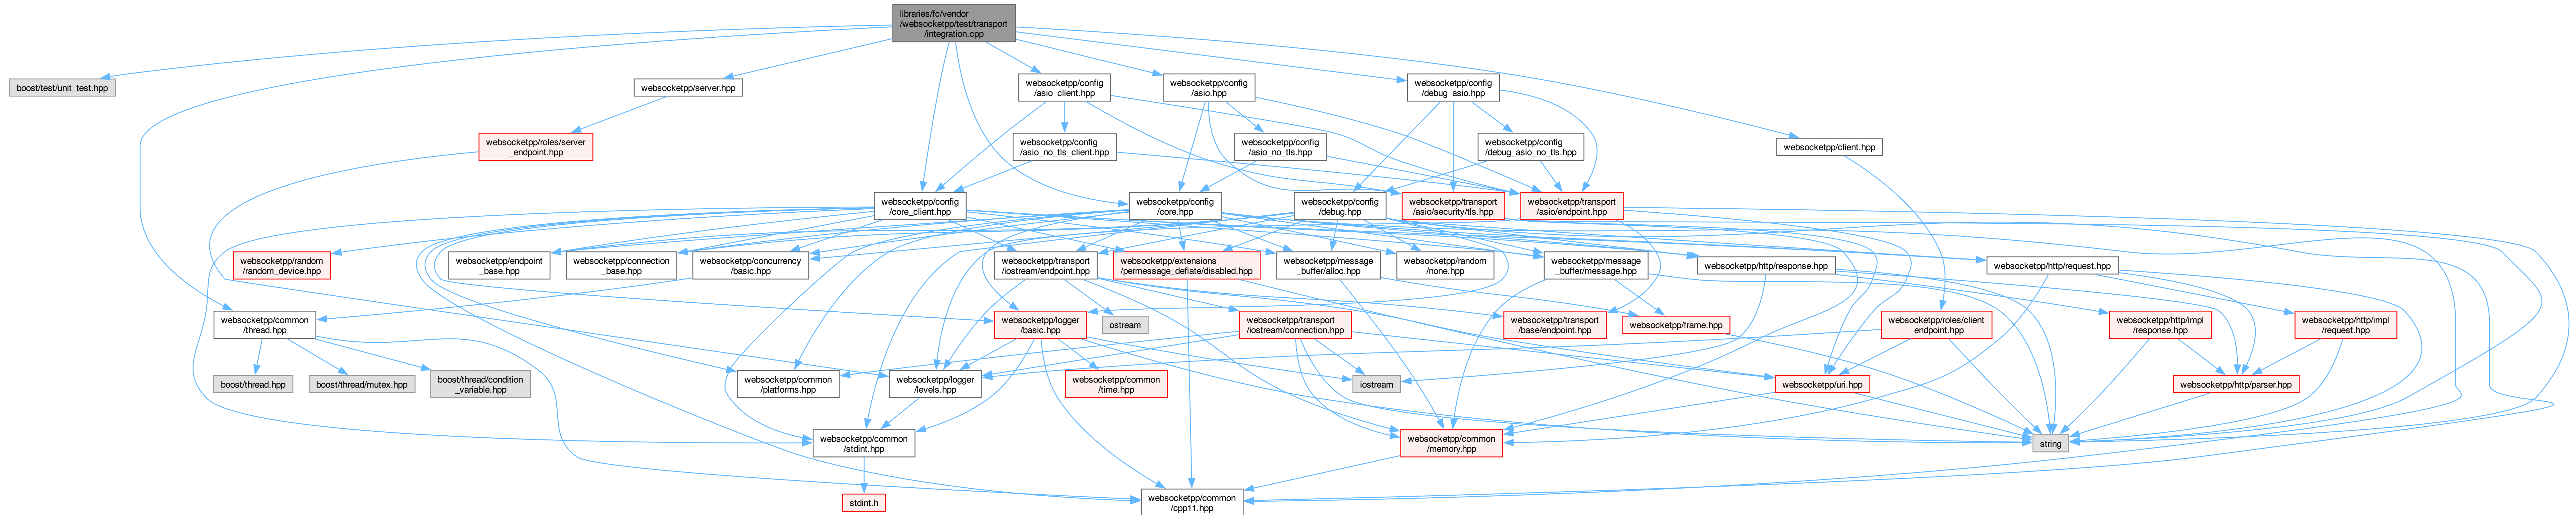 libraries/fc/vendor
/websocketpp/test/transport
/integration.cpp
boost/test/unit_test.hpp
websocketpp/server.hpp
websocketpp/config
/asio_client.hpp
websocketpp/config
/asio.hpp
websocketpp/config
/debug_asio.hpp
websocketpp/roles/server
_endpoint.hpp
websocketpp/config
/asio_no_tls_client.hpp
websocketpp/config
/asio_no_tls.hpp
websocketpp/config
/debug_asio_no_tls.hpp
websocketpp/client.hpp
websocketpp/config
/core_client.hpp
websocketpp/config
/core.hpp
websocketpp/config
/debug.hpp
websocketpp/transport
/asio/security/tls.hpp
websocketpp/transport
/asio/endpoint.hpp
websocketpp/random
/random_device.hpp
websocketpp/endpoint
_base.hpp
websocketpp/connection
_base.hpp
websocketpp/concurrency
/basic.hpp
websocketpp/transport
/iostream/endpoint.hpp
websocketpp/extensions
/permessage_deflate/disabled.hpp
websocketpp/message
_buffer/alloc.hpp
websocketpp/random
/none.hpp
websocketpp/message
_buffer/message.hpp
websocketpp/http/response.hpp
websocketpp/http/request.hpp
websocketpp/common
/thread.hpp
websocketpp/logger
/basic.hpp
ostream
websocketpp/transport
/iostream/connection.hpp
websocketpp/transport
/base/endpoint.hpp
websocketpp/frame.hpp
websocketpp/roles/client
_endpoint.hpp
websocketpp/http/impl
/response.hpp
websocketpp/http/impl
/request.hpp
boost/thread.hpp
boost/thread/mutex.hpp
boost/thread/condition
_variable.hpp
websocketpp/common
/platforms.hpp
websocketpp/logger
/levels.hpp
websocketpp/common
/time.hpp
iostream
websocketpp/uri.hpp
websocketpp/http/parser.hpp
websocketpp/common
/stdint.hpp
websocketpp/common
/memory.hpp
string
stdint.h
websocketpp/common
/cpp11.hpp